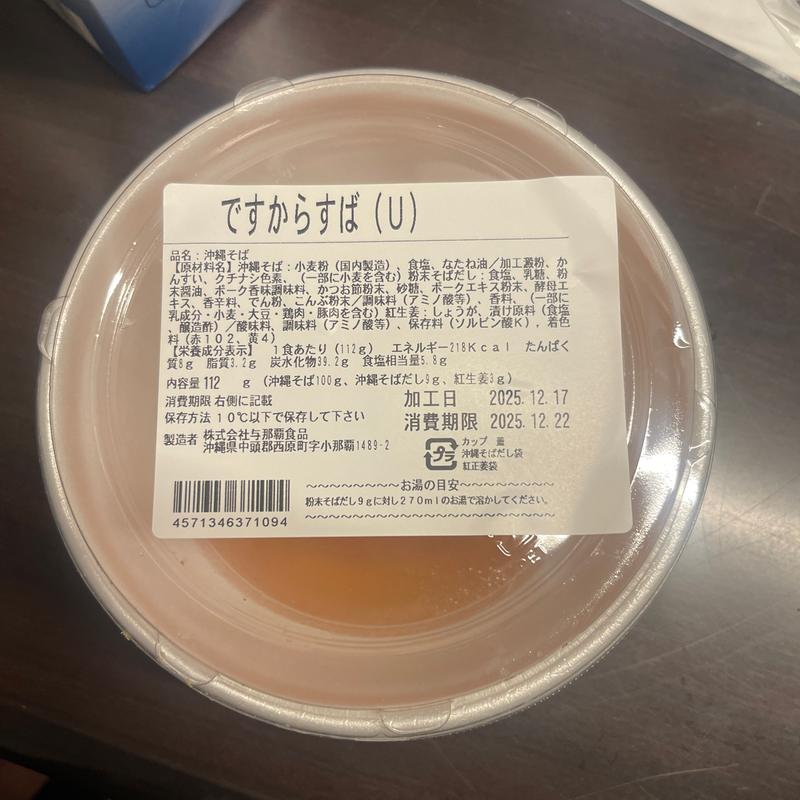 ですからすば（U）
品名：沖縄そば
【原材料名】沖縄そば：小麦粉（国内製造）、食塩、なたね油／加工澱粉、か
んすい、クチナシ色素、（一部に小麦を含む）粉末そばだし：食塩、乳糖、粉
末醤油、ポーク香味調味料、かつお節粉末、砂糖、ポークエキス粉末、酵母エ
キス、香辛料、でん粉、こんぶ粉末／調味料（アミノ酸等）、香料、（一部に
乳成分・小麦・大豆・鶏肉・豚肉を含む）紅生姜：しょうが、漬け原料（食塩
、醸造酢）／酸味料、調味料（アミノ酸等）、保存料（ソルビン酸K），着色
料（赤102、黄4）
【栄養成分表示】 1食あたり（112g） エネルギー218Kcal たんぱく
質8g 脂質3.2g 炭水化物39.2g 食塩相当量5.8g
内容量 112 g （沖縄そば100g、沖縄そばだし9g、紅生姜3g）
消費期限 右側に記載
加工日 2025.12.17
保存方法 10℃以下で保存して下さい
消費期限 2025.12.22
製造者 株式会社与那覇食品
沖縄県中頭郡西原町字小那覇1489-2
プラ
カップ 蓋
沖縄そばだし袋
紅正姜袋
～～～～～～～～お湯の目安～～～～～～～～
粉末そばだし9gに対し270mlのお湯で溶かしてください。
～～～～～～～～～～～～～～～～～～～～
4571346371094